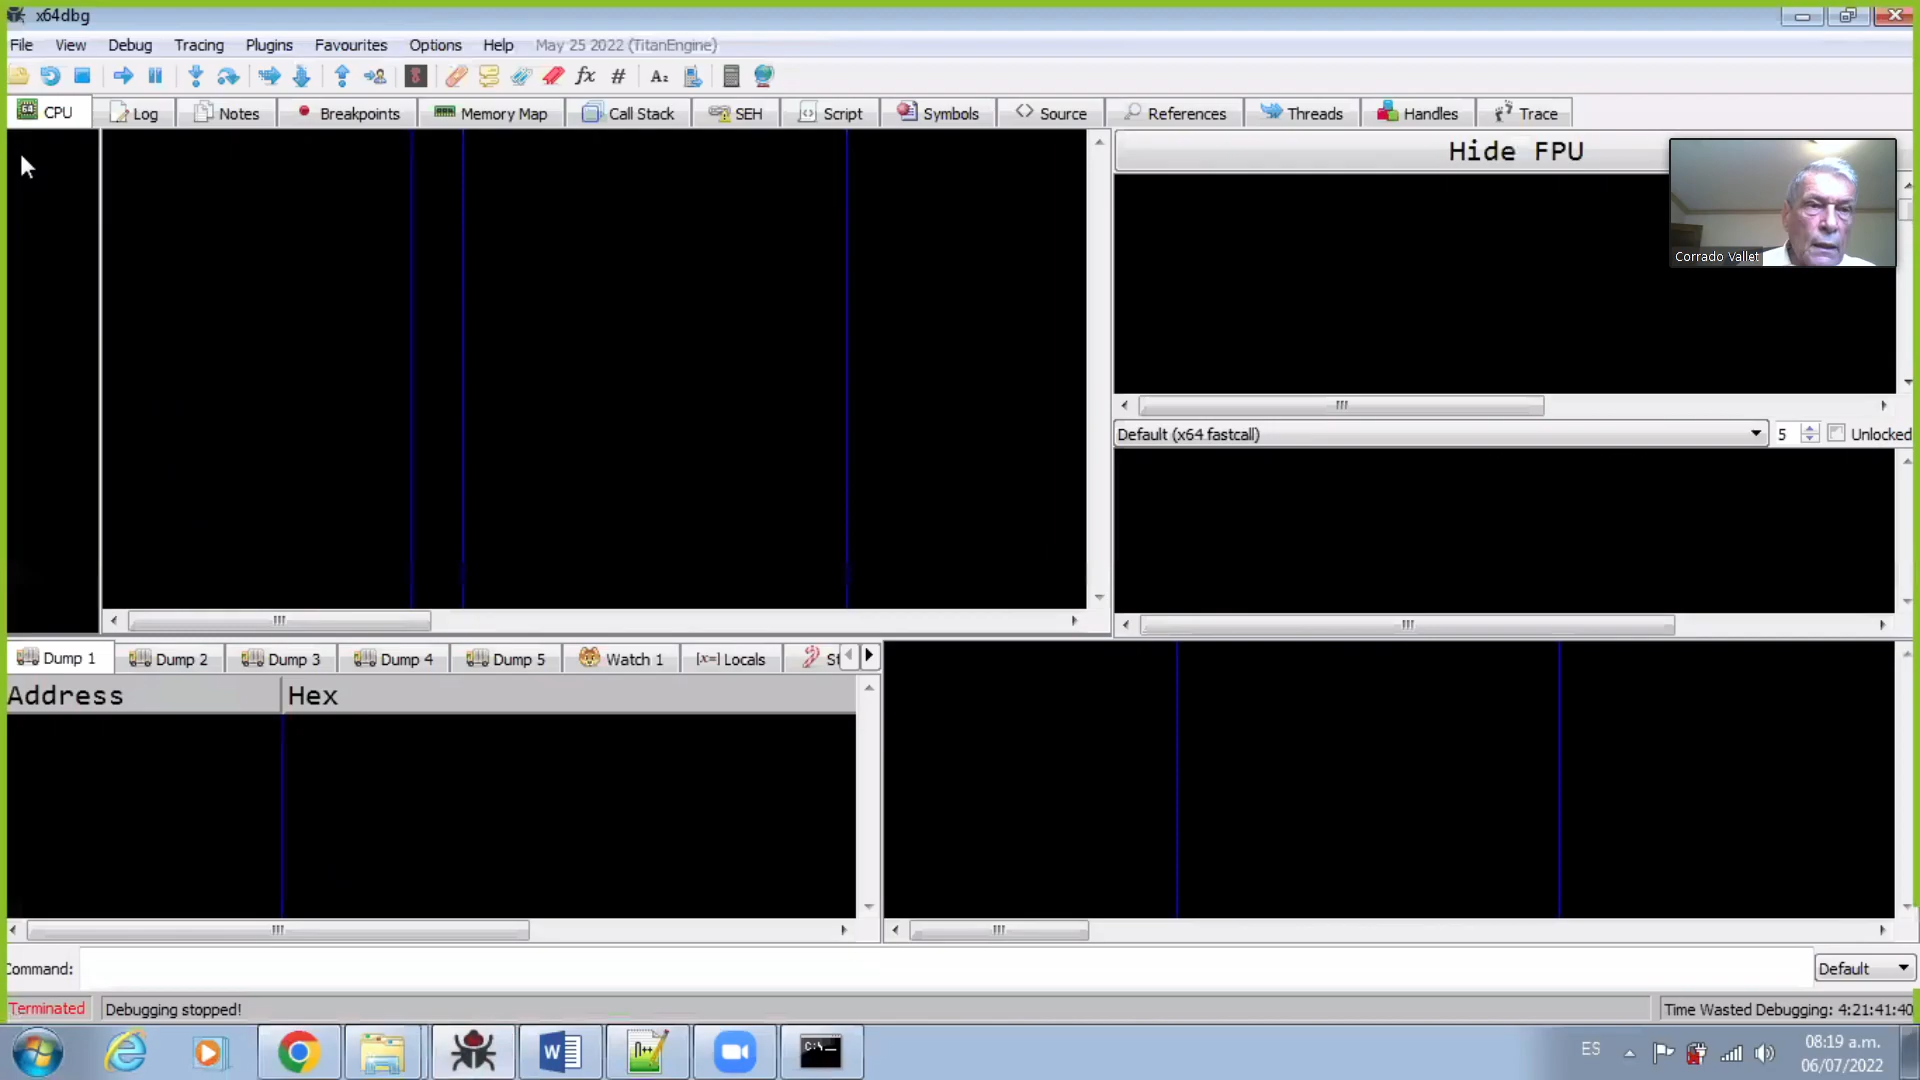 x64dbg
File View Debug Tracing Plugins Favourites Options Help May 25 2022 (TitanEngine)
CPU Log Notes Breakpoints Memory Map Call Stack SEH Script Symbols Source References Threads Handles Trace
Hide FPU
Corrado Vallet
Default (x64 fastcall) 5 Unlocked
Dump 1 Dump 2 Dump 3 Dump 4 Dump 5 Watch 1 [x=] Locals St
Address Hex
Command: Default
Terminated Debugging stopped! Time Wasted Debugging: 4:21:41:40
ES 08:19 a.m.
06/07/2022